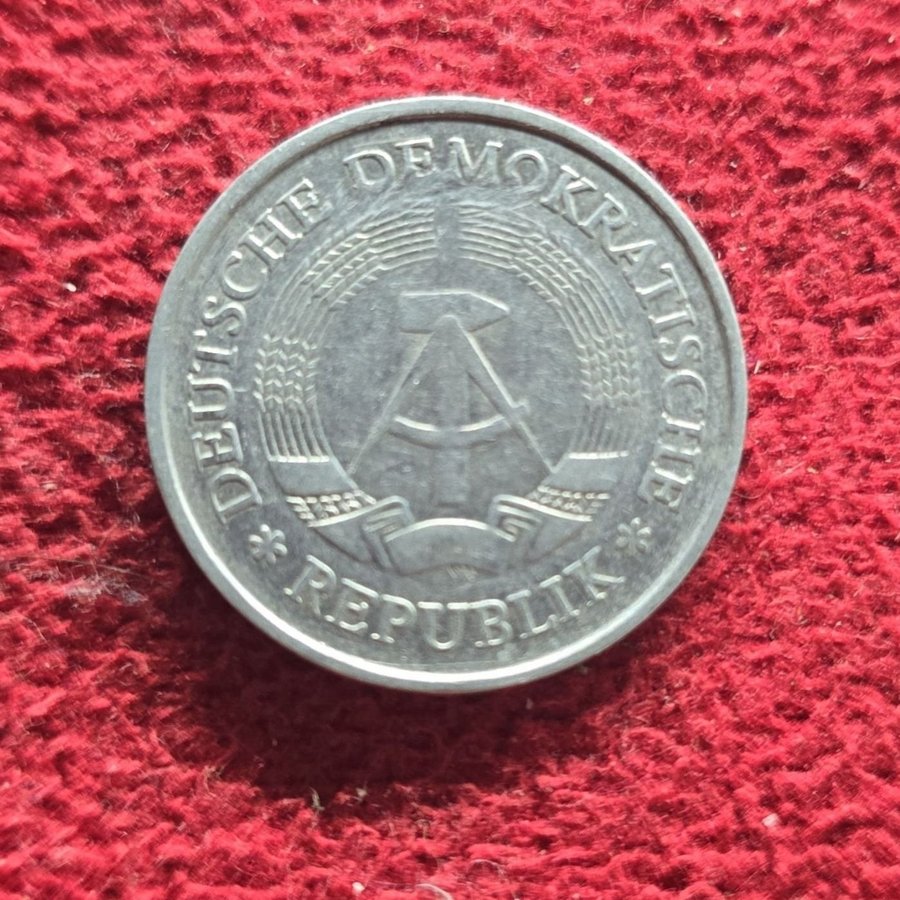 DEUTSCHE DEMOKRATISCHE
* REPUBLIK *